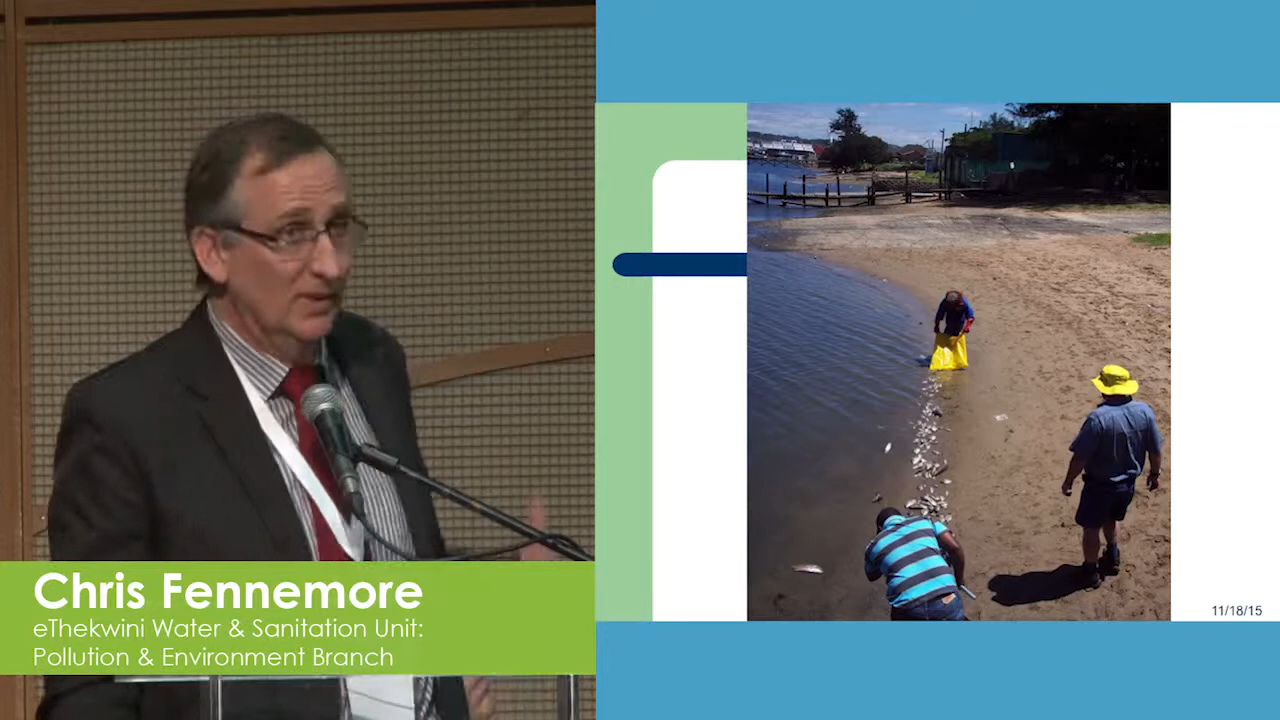 Chris Fennemore
eThekwini Water & Sanitation Unit:
Pollution & Environment Branch
11/18/15